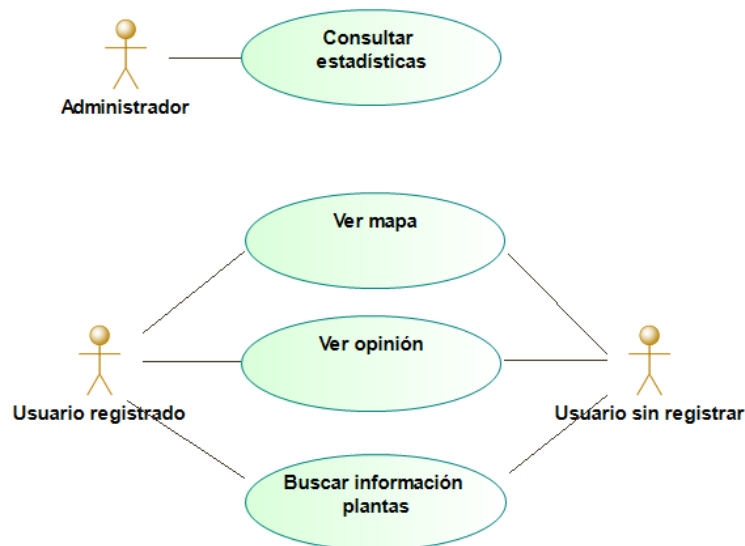 Consultar
estadísticas
Administrador
Ver mapa
Ver opinión
Usuario registrado
Usuario sin registrar
Buscar información
plantas